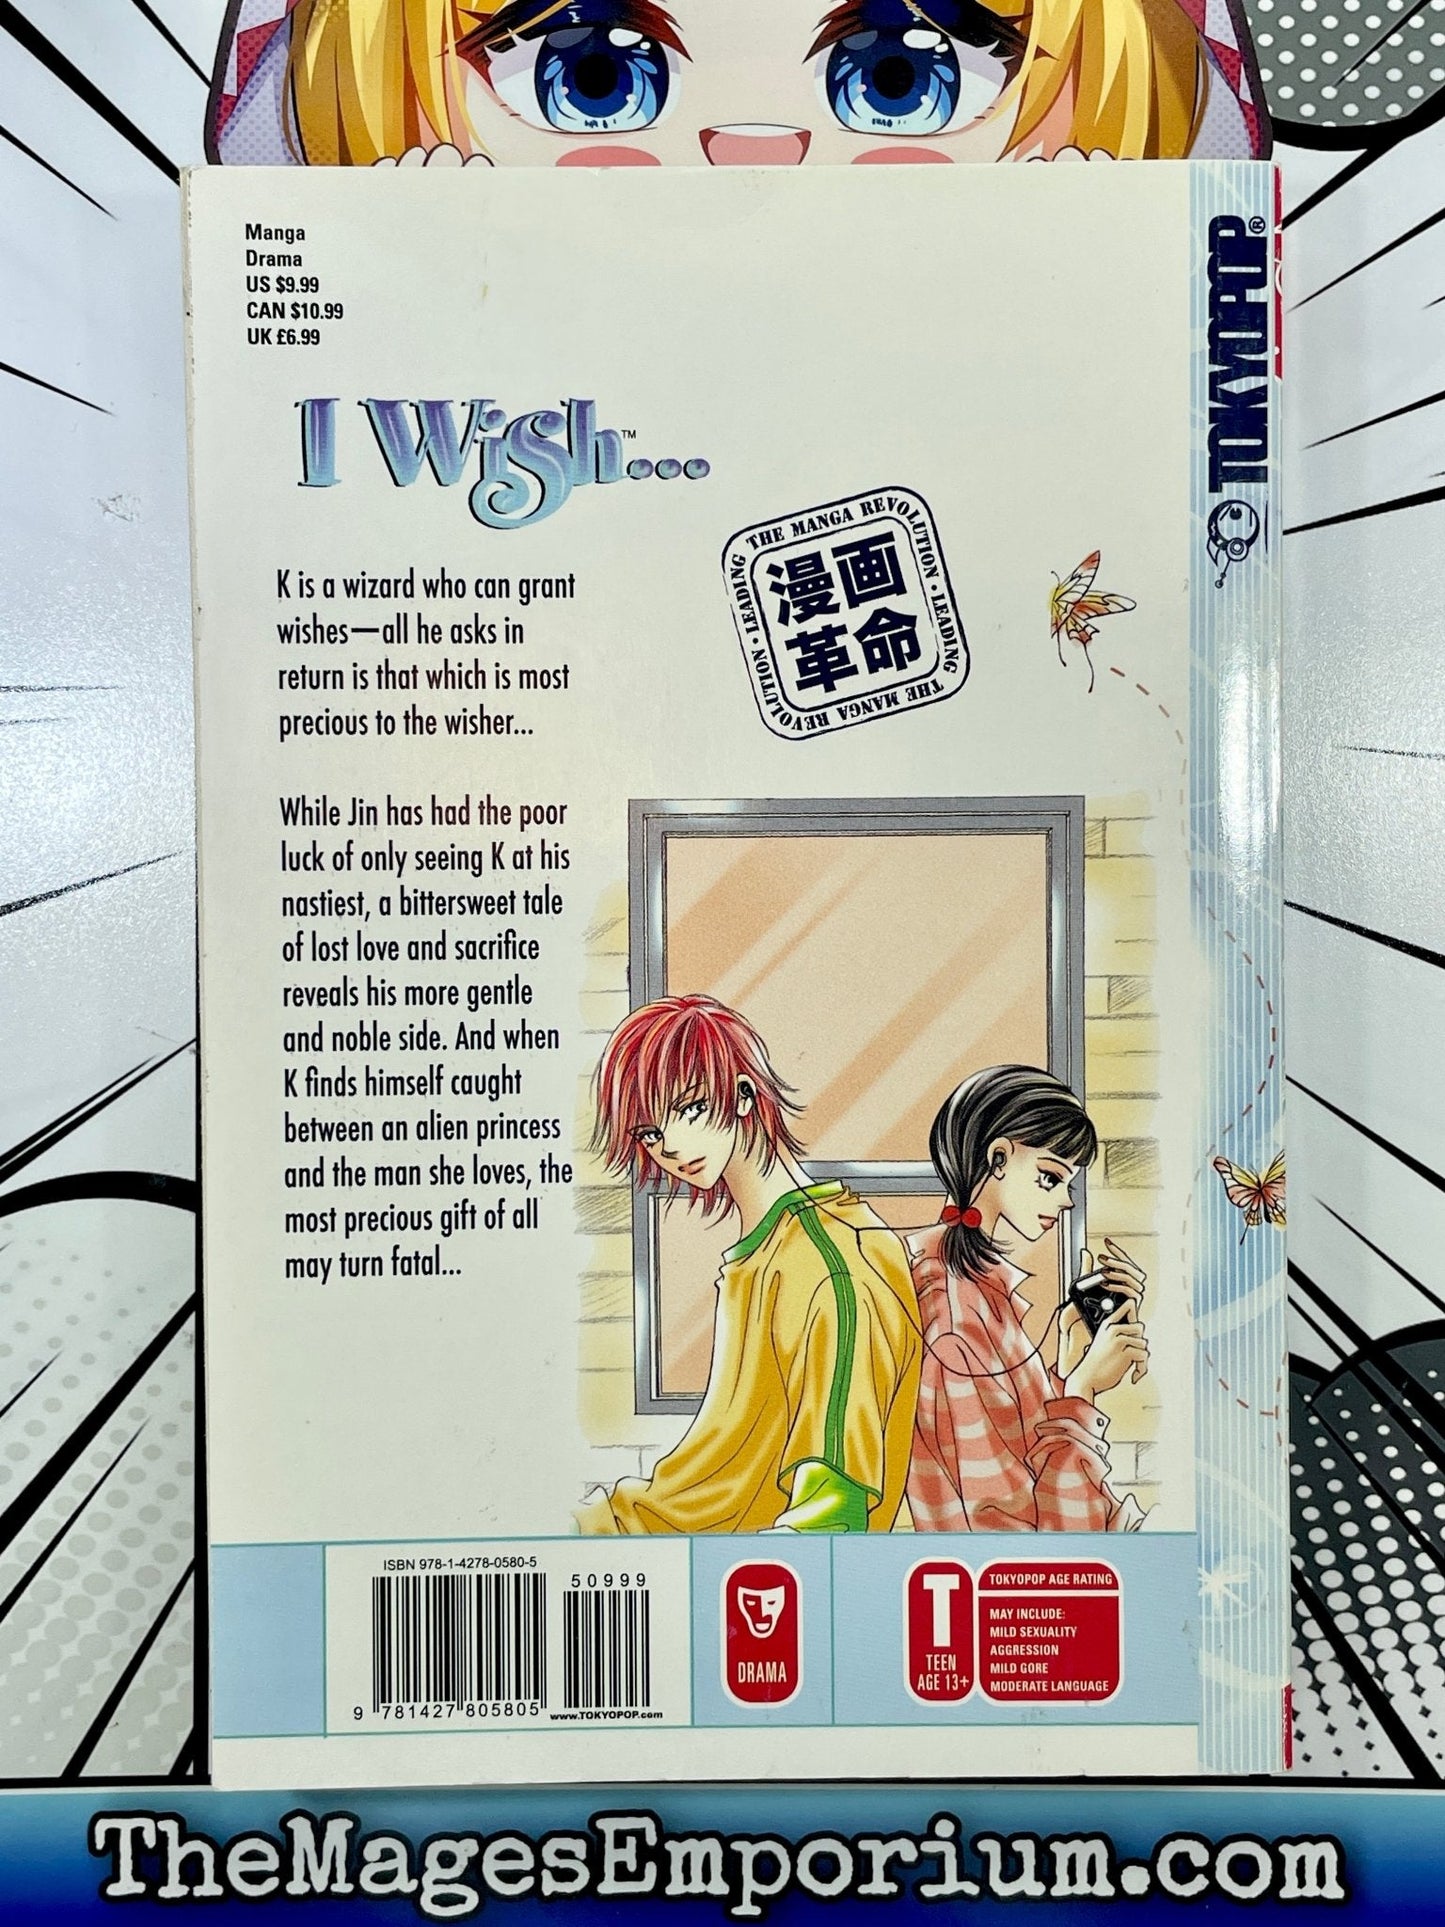 Manga
Drama
US $9.99
CAN $10.99
UK £6.99
TOKYOPOP®
I Wish™...
LEADING THE MANGA REVOLUTION • LEADING THE MANGA REVOLUTION •
漫画
革命
K is a wizard who can grant
wishes—all he asks in
return is that which is most
precious to the wisher...
While Jin has had the poor
luck of only seeing K at his
nastiest, a bittersweet tale
of lost love and sacrifice
reveals his more gentle
and noble side. And when
K finds himself caught
between an alien princess
and the man she loves, the
most precious gift of all
may turn fatal...
ISBN 978-1-4278-0580-5
50999
9 781427 805805
www.TOKYOPOP.com
DRAMA
T
TEEN
AGE 13+
TOKYOPOP AGE RATING
MAY INCLUDE:
MILD SEXUALITY
AGGRESSION
MILD GORE
MODERATE LANGUAGE
TheMagesEmporium.com